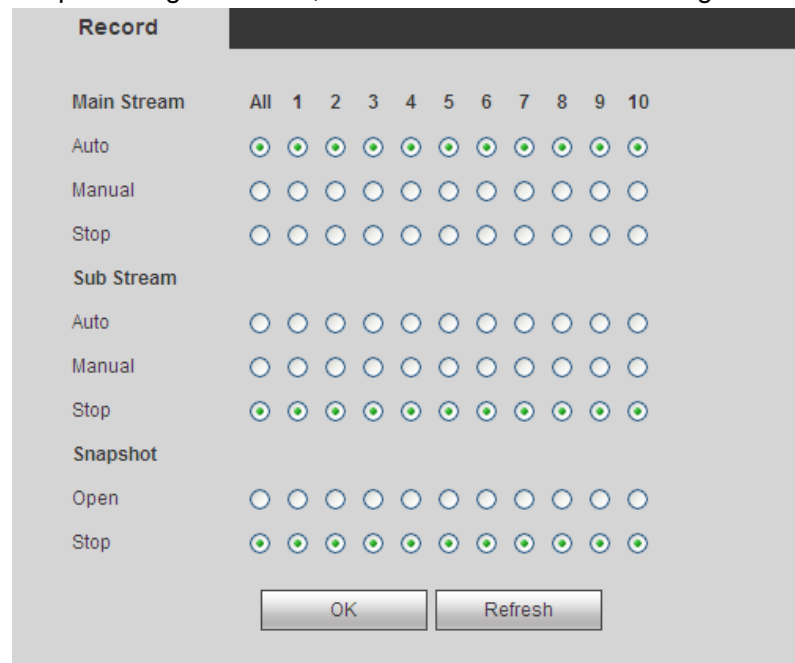 Record
Main Stream All 1 2 3 4 5 6 7 8 9 10
Auto
Manual
Stop
Sub Stream
Auto
Manual
Stop
Snapshot
Open
Stop
OK Refresh